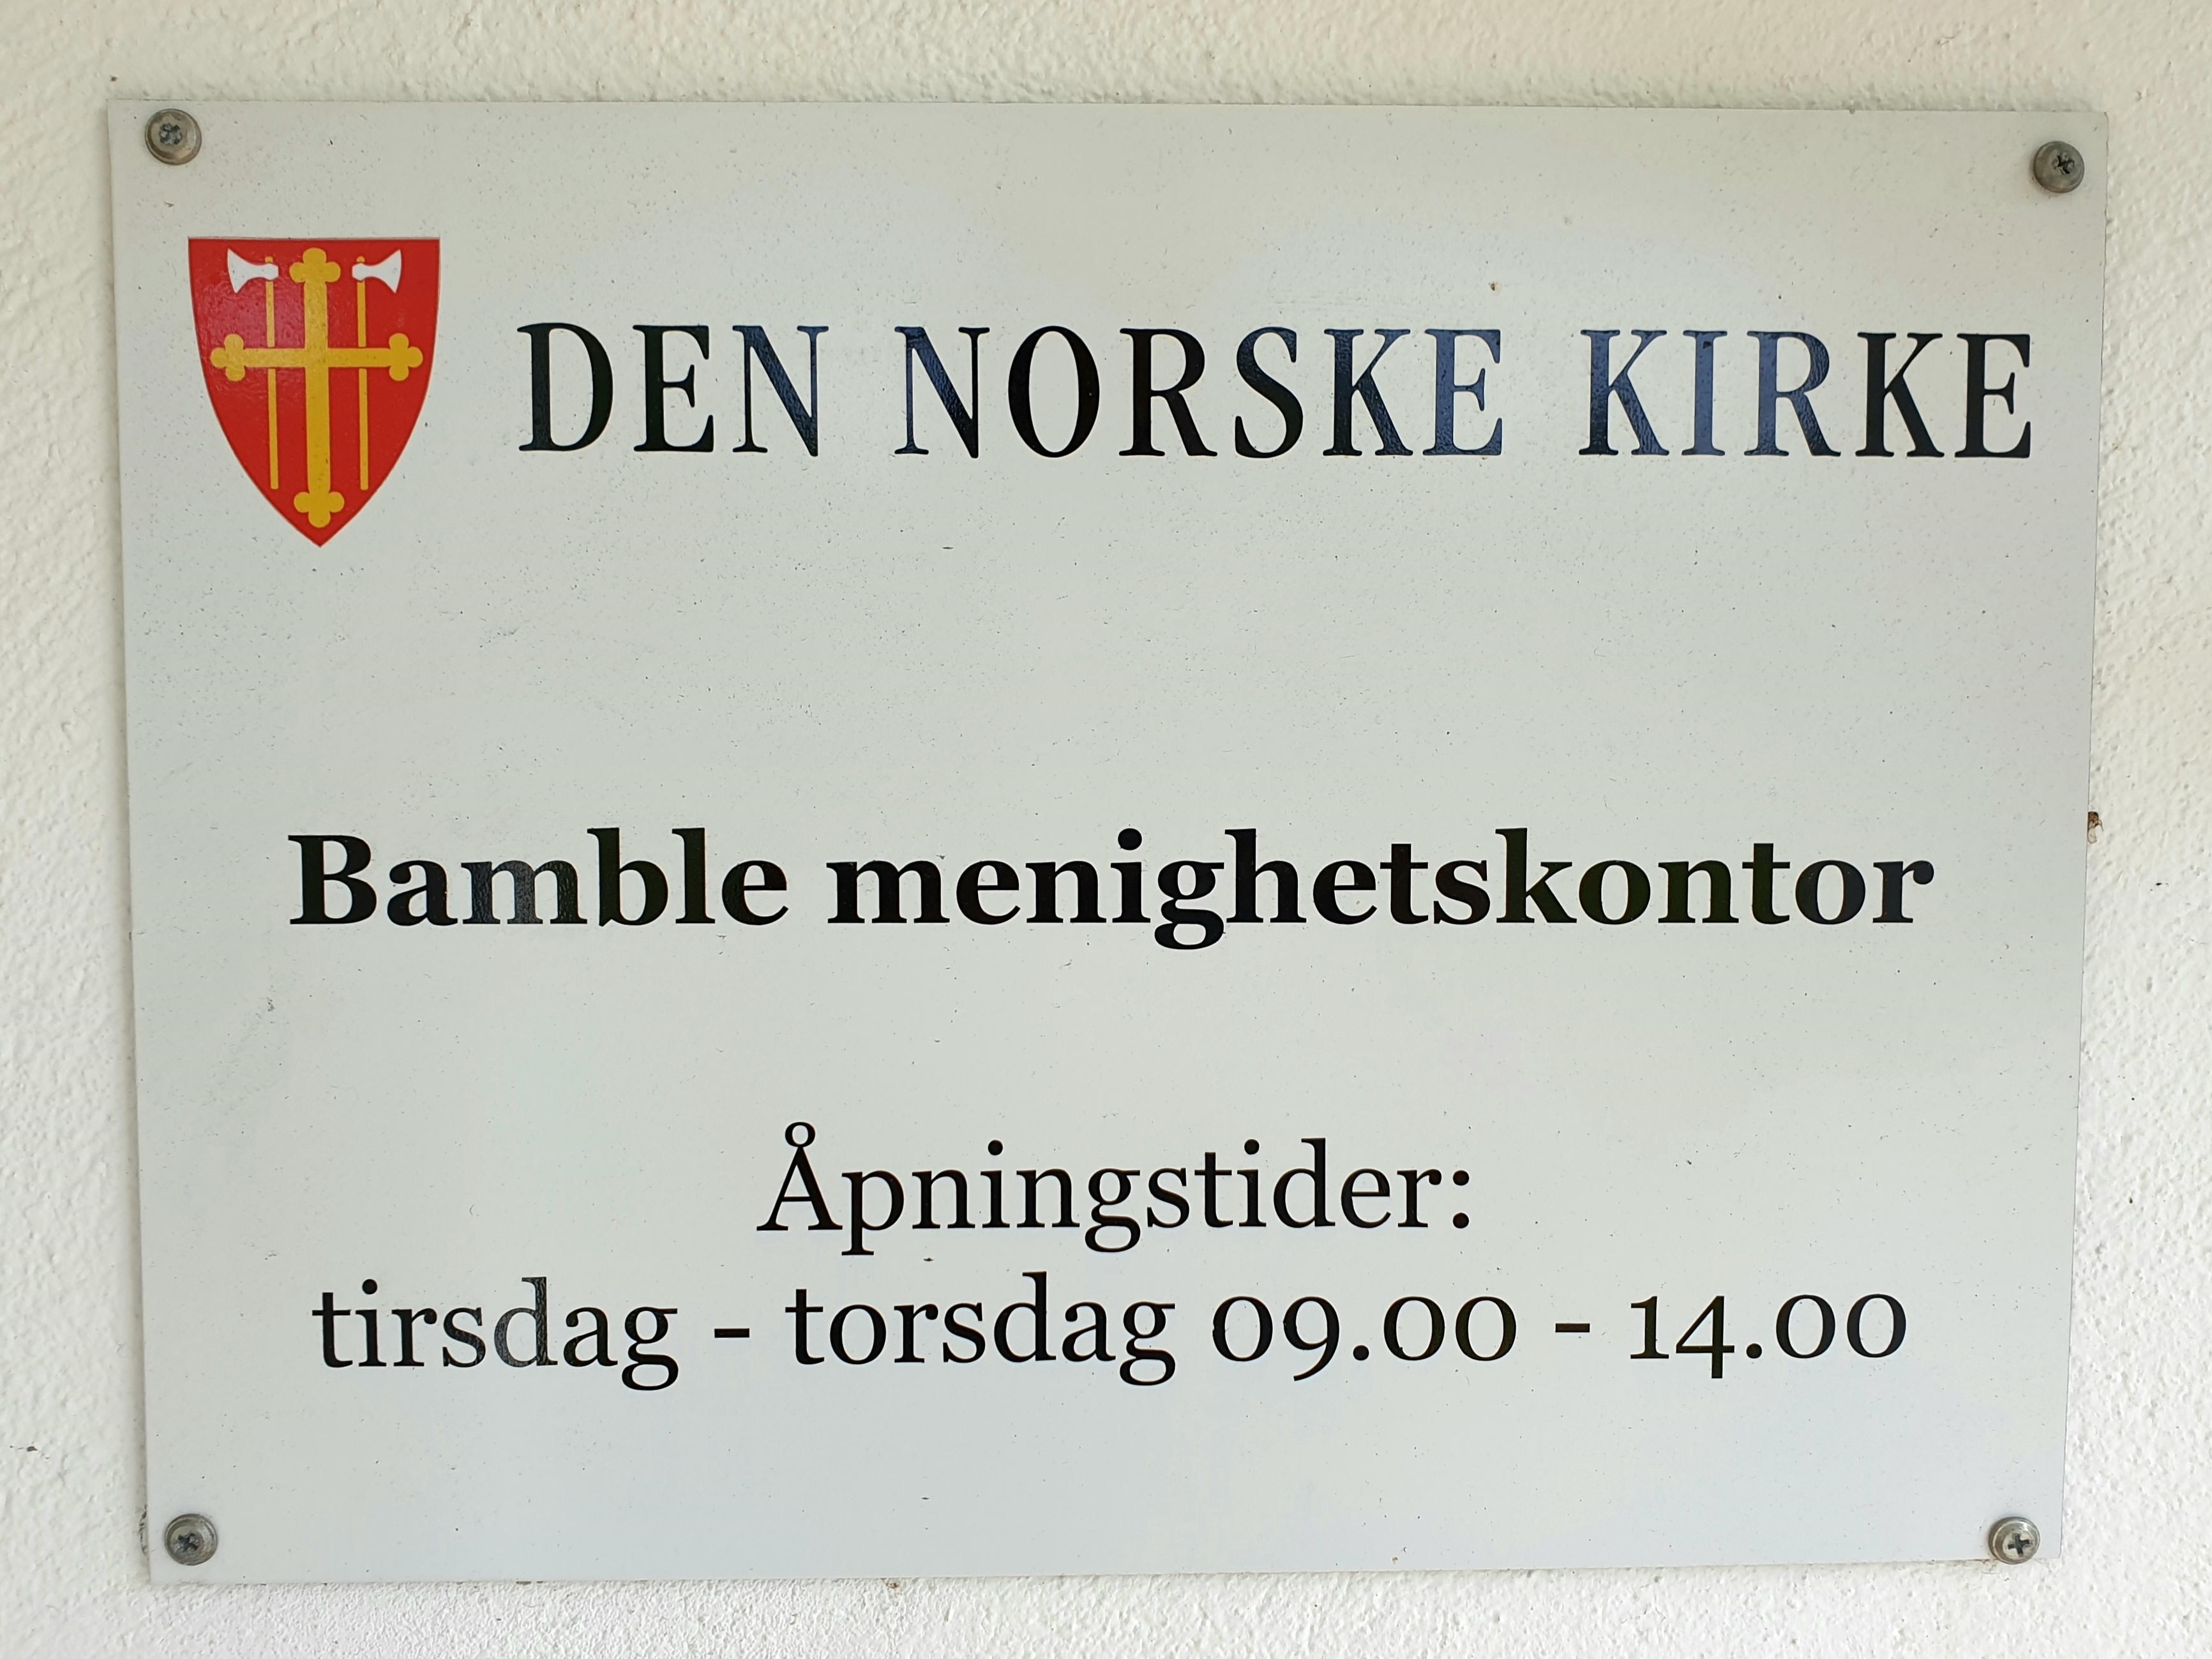 DEN NORSKE KIRKE
Bamble menighetskontor
Åpningstider:
tirsdag - torsdag 09.00 - 14.00